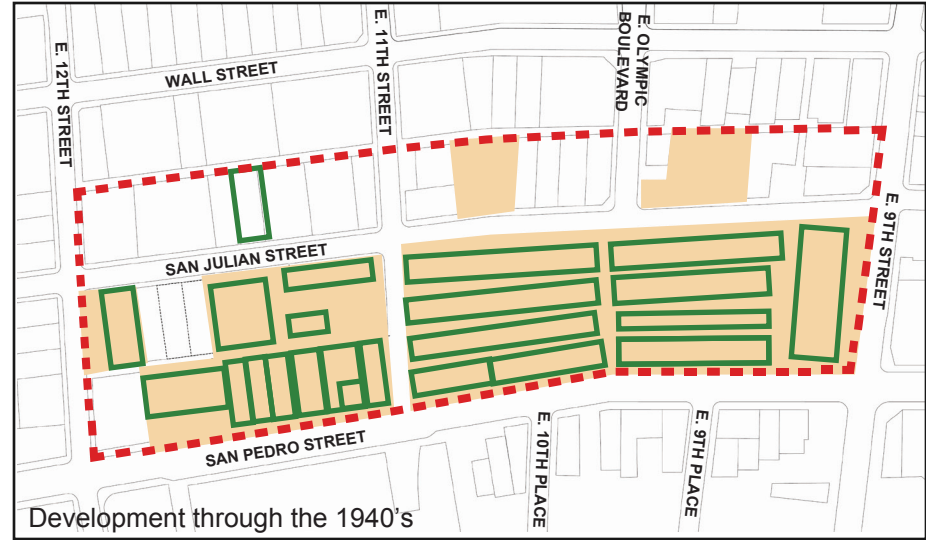 E. 12TH STREET
WALL STREET
E. 11TH STREET
E. OLYMPIC
BOULEVARD
E. 9TH STREET
SAN JULIAN STREET
SAN PEDRO STREET
E. 10TH PLACE
E. 9TH PLACE
Development through the 1940's